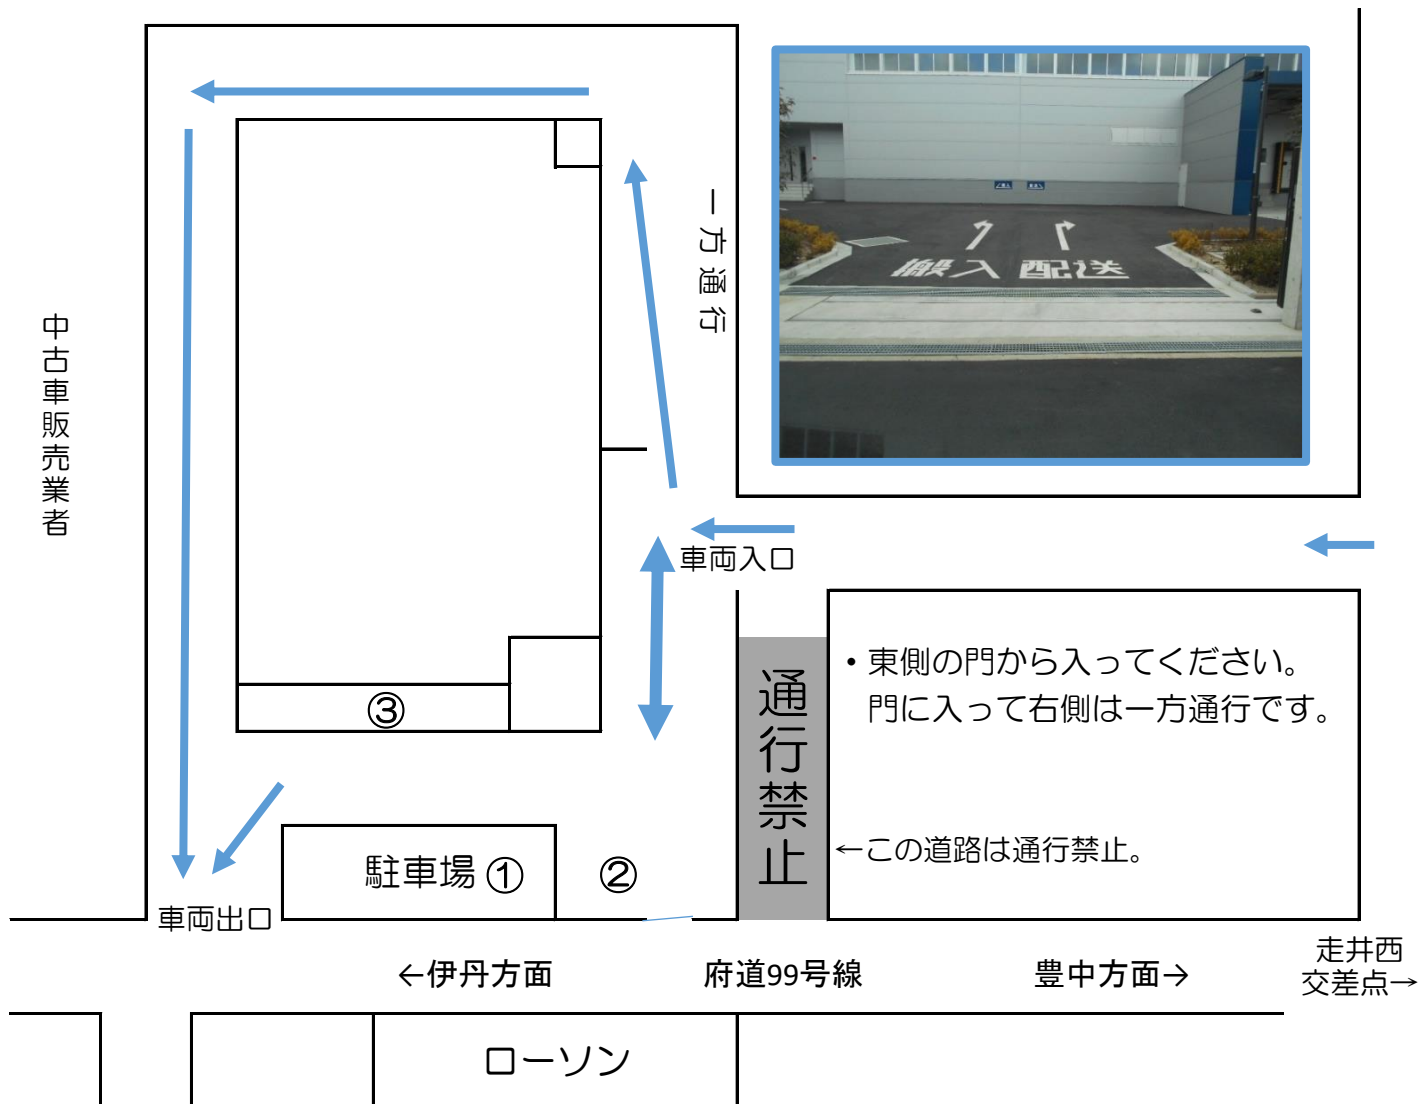 一方通行
搬入 配送
中古車販売業者
車両入口
・東側の門から入ってください。
門に入って右側は一方通行です。
通行禁止
③
←この道路は通行禁止。
駐車場 ①
②
車両出口
←伊丹方面
府道99号線
豊中方面→
走井西
交差点→
ローソン